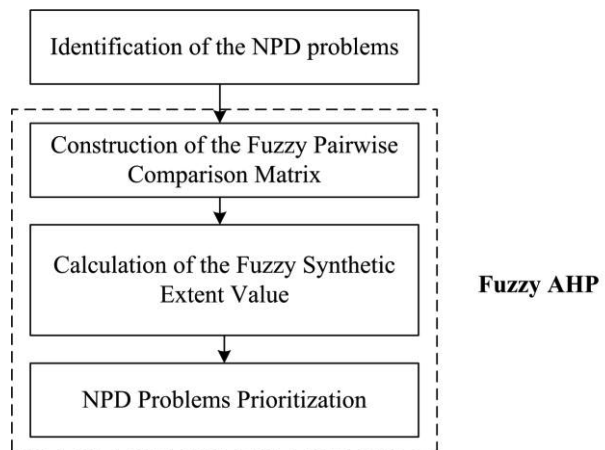 Identification of the NPD problems
Construction of the Fuzzy Pairwise
Comparison Matrix
Calculation of the Fuzzy Synthetic
Extent Value
Fuzzy AHP
NPD Problems Prioritization